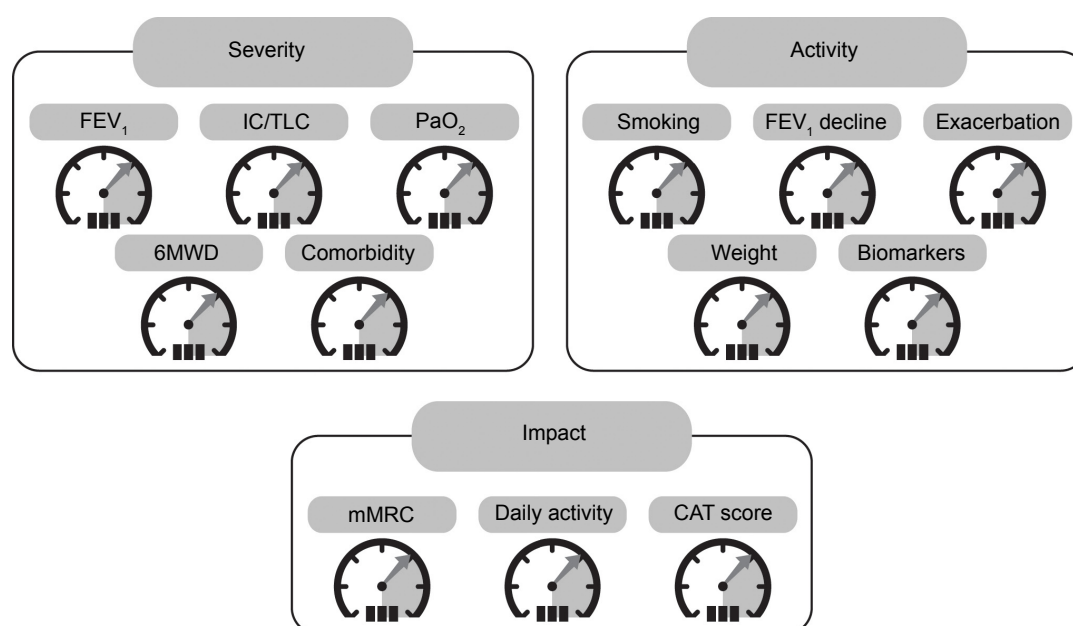 Severity
FEV₁
IC/TLC
PaO₂
6MWD
Comorbidity
Activity
Smoking
FEV₁ decline
Exacerbation
Weight
Biomarkers
Impact
mMRC
Daily activity
CAT score